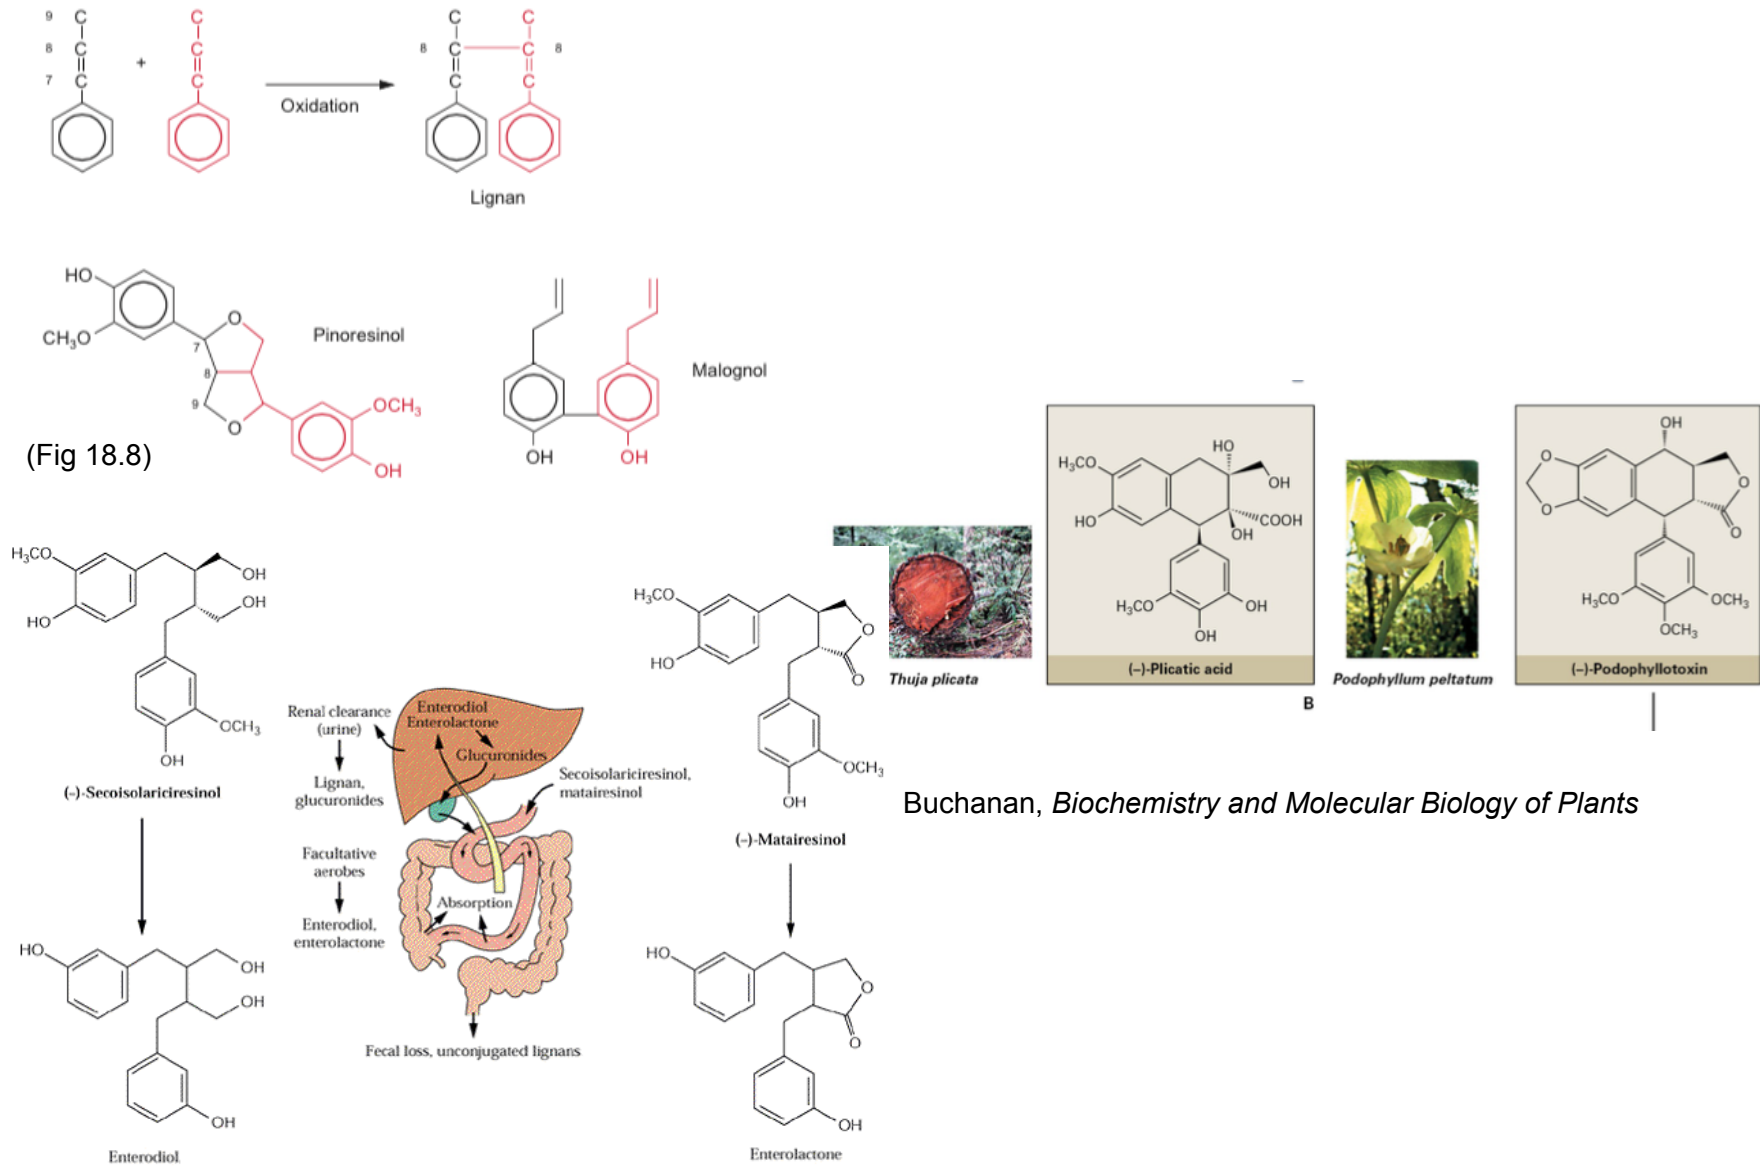 9 C C C
8 C + C 8 C C 8
7 C C C C
Oxidation
Lignan
HO
CH₃O
O
7
8
9
O
OCH₃
OH
Pinoresinol
OH
OH
Malognol
(Fig 18.8)
H₃CO
HO
OH
OH
OCH₃
OH
(–)-Secoisolariciresinol
HO
OH
OH
OH
Enterodiol
Renal clearance
(urine)
Lignan,
glucuronides
Enterodiol
Enterolactone
Glucuronides
Secoisolariciresinol,
matairesinol
Facultative
aerobes
Enterodiol,
enterolactone
Absorption
Fecal loss, unconjugated lignans
H₃CO
HO
O
O
OCH₃
OH
(–)-Matairesinol
HO
O
O
OH
Enterolactone
Thuja plicata
H₃CO
HO
HO
OH
COOH
OH
H₃CO
OH
OH
(–)-Plicatic acid
B
Podophyllum peltatum
OH
O
O
O
O
H₃CO
OCH₃
OCH₃
(–)-Podophyllotoxin
Buchanan, Biochemistry and Molecular Biology of Plants